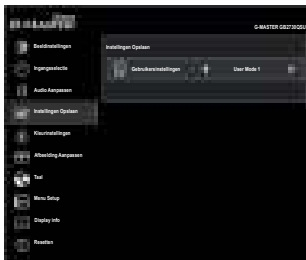 G-MASTER
G-MASTER GB2730QSU
Beeldinstellingen
Instellingen Opslaan
Ingangsselectie
Gebruikersinstellingen
User Mode 1
Audio Aanpassen
Instellingen Opslaan
Kleurinstellingen
Afbeelding Aanpassen
Taal
Menu Setup
Display info
Resetten